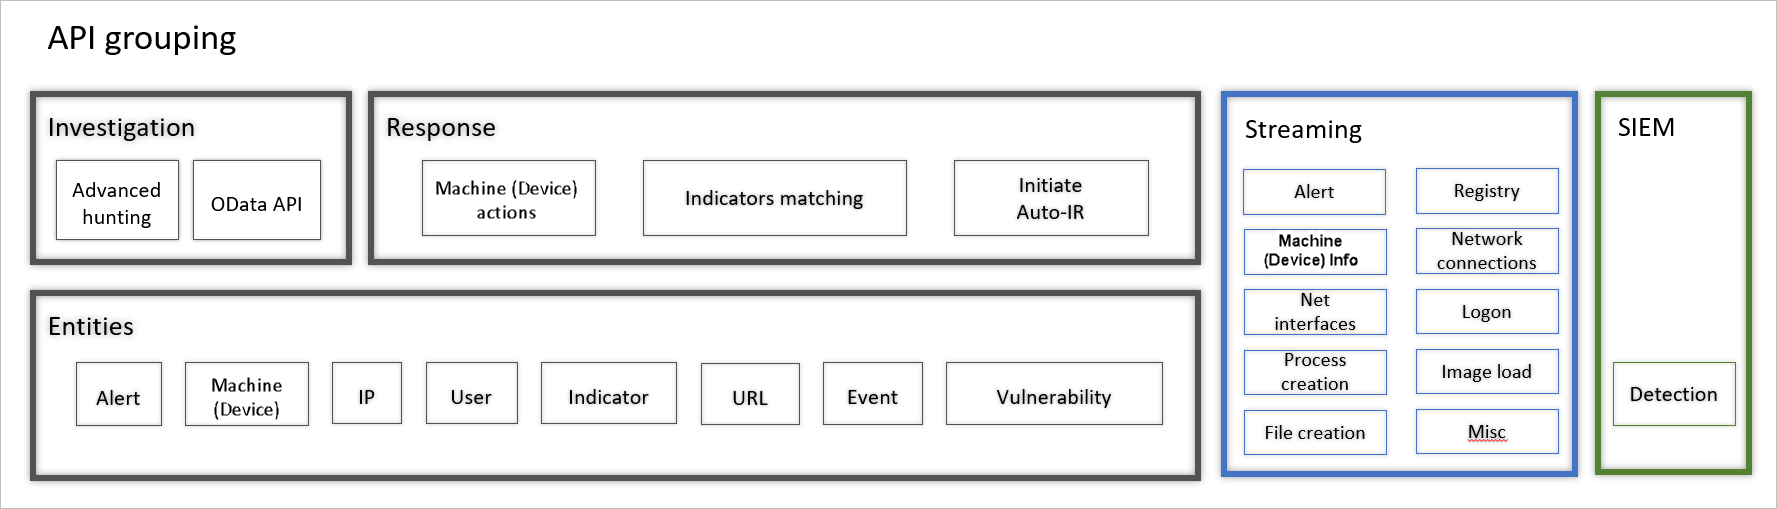 API grouping
Investigation
Advanced
hunting
OData API
Response
Machine (Device)
actions
Indicators matching
Initiate
Auto-IR
Entities
Alert
Machine
(Device)
IP
User
Indicator
URL
Event
Vulnerability
Streaming
Alert
Registry
Machine
(Device) Info
Network
connections
Net
interfaces
Logon
Process
creation
Image load
File creation
Misc
SIEM
Detection